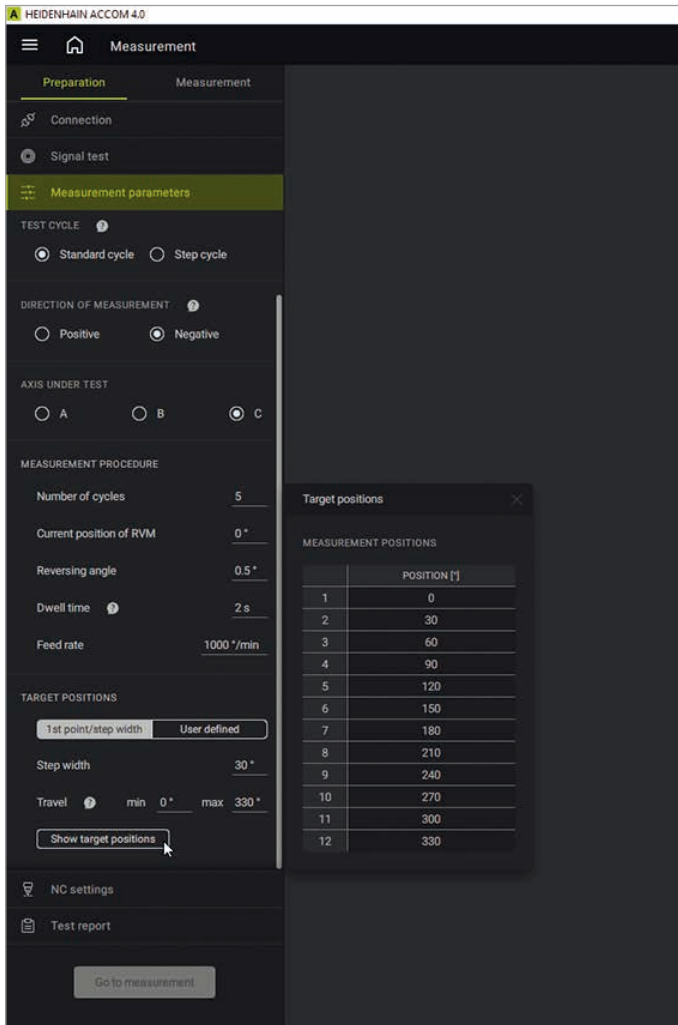 A HEIDENHAIN ACCOM 4.0
Measurement
Preparation Measurement
Connection
Signal test
Measurement parameters
TEST CYCLE ?
Standard cycle Step cycle
DIRECTION OF MEASUREMENT ?
Positive Negative
AXIS UNDER TEST
A B C
MEASUREMENT PROCEDURE
Number of cycles 5
Current position of RVM 0 °
Reversing angle 0.5 °
Dwell time ? 2 s
Feed rate 1000 °/min
TARGET POSITIONS
1st point/step width User defined
Step width 30 °
Travel ? min 0 ° max 330 °
Show target positions
NC settings
Test report
Go to measurement
Target positions
MEASUREMENT POSITIONS
POSITION [°]
1 0
2 30
3 60
4 90
5 120
6 150
7 180
8 210
9 240
10 270
11 300
12 330